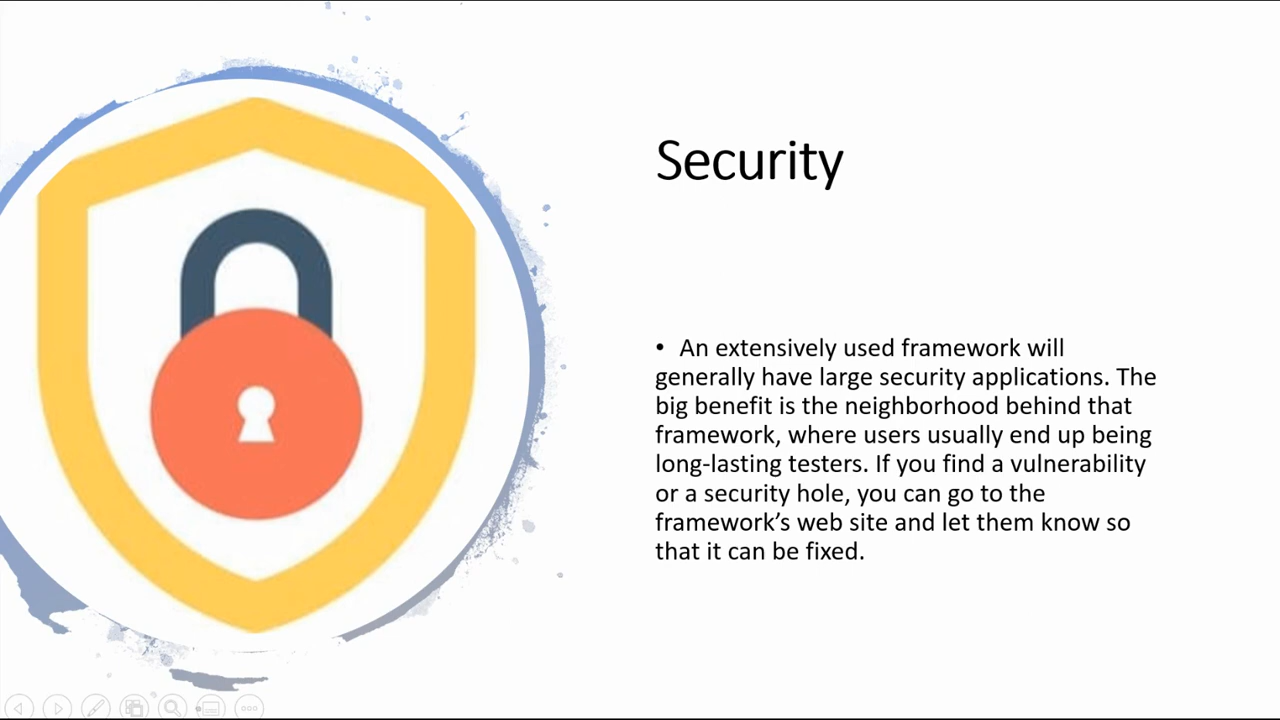 Security
• An extensively used framework will
generally have large security applications. The
big benefit is the neighborhood behind that
framework, where users usually end up being
long-lasting testers. If you find a vulnerability
or a security hole, you can go to the
framework’s web site and let them know so
that it can be fixed.